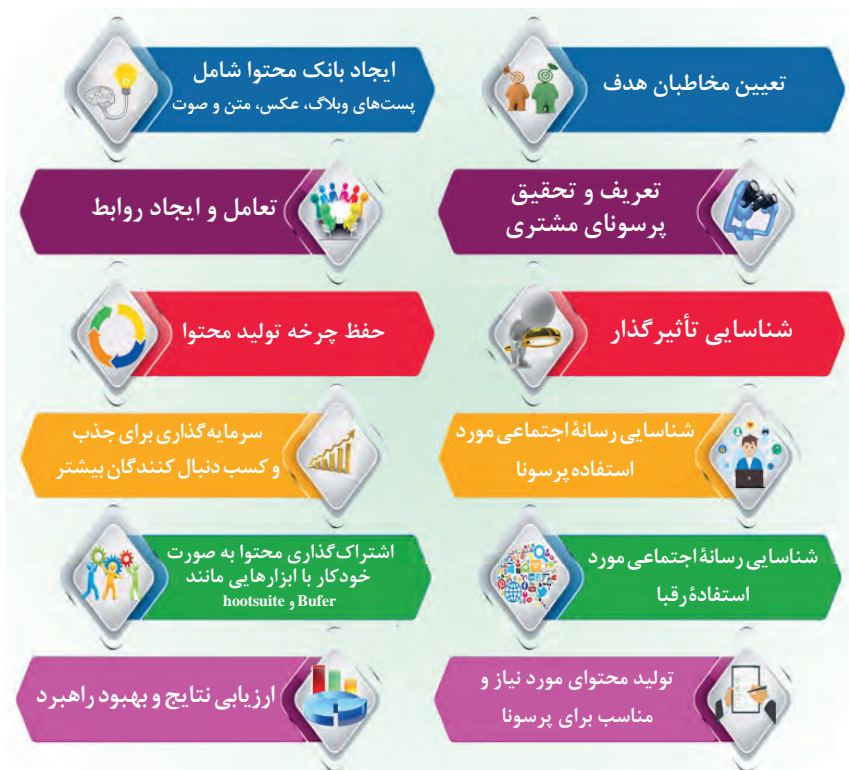 تعیین مخاطبان هدف
تعریف و تحقیق
پرسونای مشتری
شناسایی تأثیرگذار
شناسایی رسانهٔ اجتماعی مورد
استفاده پرسونا
شناسایی رسانهٔ اجتماعی مورد
استفادهٔ رقبا
تولید محتوای مورد نیاز و
مناسب برای پرسونا
ایجاد بانک محتوا شامل
پست‌های وبلاگ، عکس، متن و صوت
تعامل و ایجاد روابط
حفظ چرخه تولید محتوا
سرمایه‌گذاری برای جذب
و کسب دنبال کنندگان بیشتر
اشتراک‌گذاری محتوا به صورت
خودکار با ابزارهایی مانند
Bufer و hootsuite
ارزیابی نتایج و بهبود راهبرد